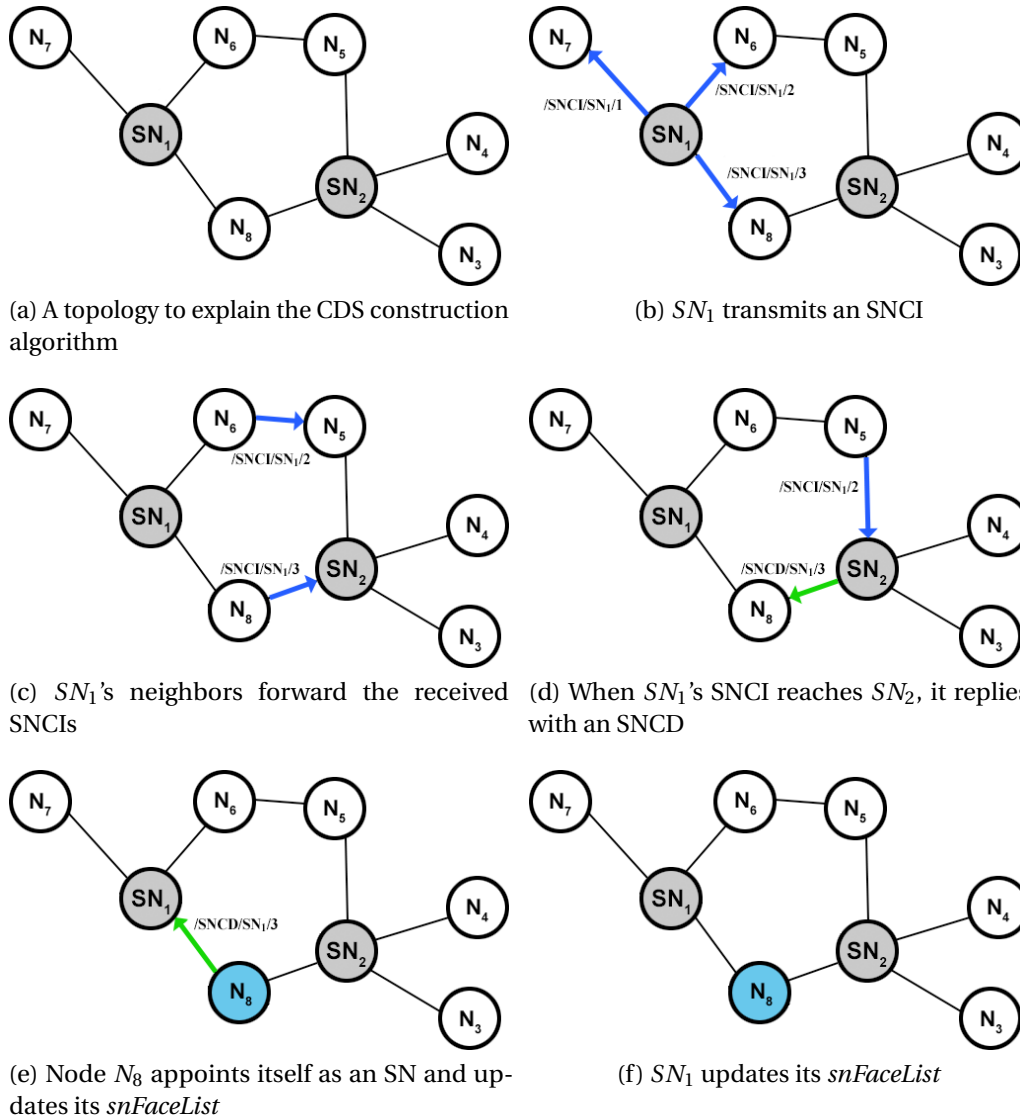 N7
N6
N5
SN1
N4
SN2
N8
N3
(a) A topology to explain the CDS construction
algorithm
N7
N6
N5
/SNCI/SN1/1
/SNCI/SN1/2
SN1
N4
/SNCI/SN1/3
SN2
N8
N3
(b) SN1 transmits an SNCI
N7
N6
N5
/SNCI/SN1/2
SN1
N4
/SNCI/SN1/3
SN2
N8
N3
(c) SN1's neighbors forward the received
SNCIs
N7
N6
N5
/SNCI/SN1/2
SN1
N4
/SNCD/SN1/3
SN2
N8
N3
(d) When SN1's SNCI reaches SN2, it replies
with an SNCD
N7
N6
N5
SN1
/SNCD/SN1/3
N4
SN2
N8
N3
(e) Node N8 appoints itself as an SN and up-
dates its snFaceList
N7
N6
N5
SN1
N4
SN2
N8
N3
(f) SN1 updates its snFaceList